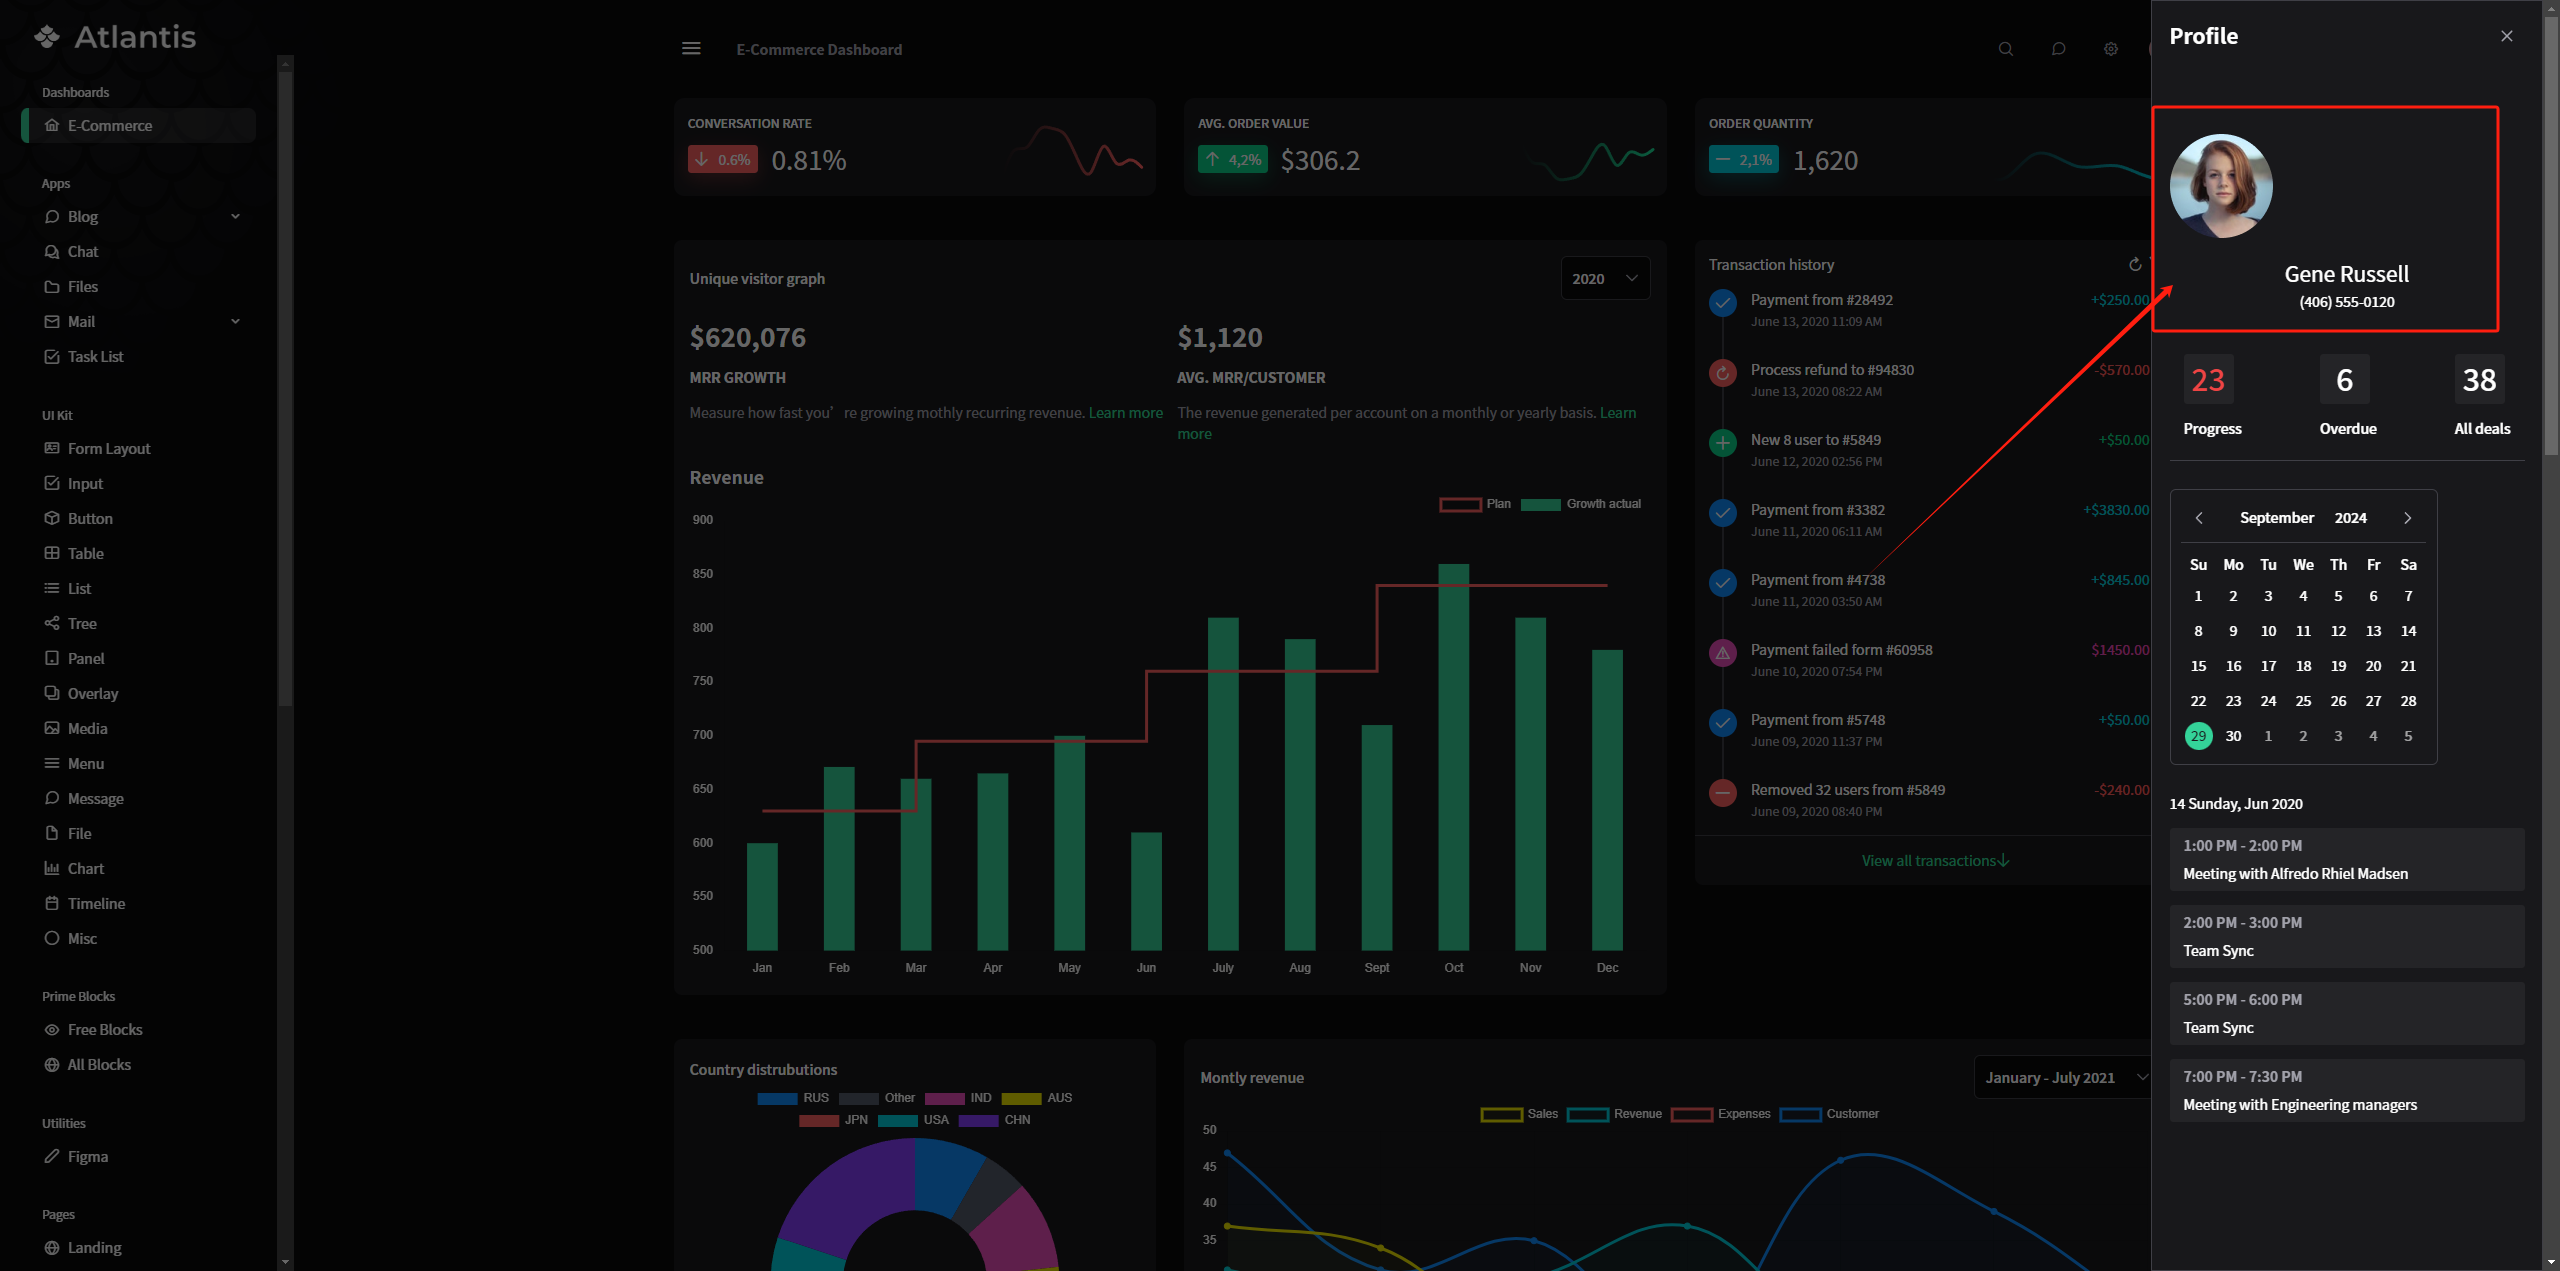 Atlantis
Dashboards
E-Commerce
Apps
Blog
Chat
Files
Mail
Task List
UI Kit
Form Layout
Input
Button
Table
List
Tree
Panel
Overlay
Media
Menu
Message
File
Chart
Timeline
Misc
Prime Blocks
Free Blocks
All Blocks
Utilities
Figma
Pages
Landing
E-Commerce Dashboard
CONVERSATION RATE
0.6% 0.81%
AVG. ORDER VALUE
4,2% $306.2
ORDER QUANTITY
2,1% 1,620
Unique visitor graph
2020
$620,076
MRR GROWTH
Measure how fast you’re growing mothly recurring revenue. Learn more
$1,120
AVG. MRR/CUSTOMER
The revenue generated per account on a monthly or yearly basis. Learn
more
Revenue
Plan Growth actual
900
850
800
750
700
650
600
550
500
Jan Feb Mar Apr May Jun July Aug Sept Oct Nov Dec
Transaction history
Payment from #28492 +$250.00
June 13, 2020 11:09 AM
Process refund to #94830 -$570.00
June 13, 2020 08:22 AM
New 8 user to #5849 +$50.00
June 12, 2020 02:56 PM
Payment from #3382 +$3830.00
June 11, 2020 06:11 AM
Payment from #4738 +$845.00
June 11, 2020 03:50 AM
Payment failed form #60958 $1450.00
June 10, 2020 07:54 PM
Payment from #5748 +$50.00
June 09, 2020 11:37 PM
Removed 32 users from #5849 -$240.00
June 09, 2020 08:40 PM
View all transactions
Country distrubutions
RUS Other IND AUS
JPN USA CHN
Montly revenue
January - July 2021
Sales Revenue Expenses Customer
50
45
40
35
Profile
Gene Russell
(406) 555-0120
23 6 38
Progress Overdue All deals
September 2024
Su Mo Tu We Th Fr Sa
1 2 3 4 5 6 7
8 9 10 11 12 13 14
15 16 17 18 19 20 21
22 23 24 25 26 27 28
29 30 1 2 3 4 5
14 Sunday, Jun 2020
1:00 PM - 2:00 PM
Meeting with Alfredo Rhiel Madsen
2:00 PM - 3:00 PM
Team Sync
5:00 PM - 6:00 PM
Team Sync
7:00 PM - 7:30 PM
Meeting with Engineering managers